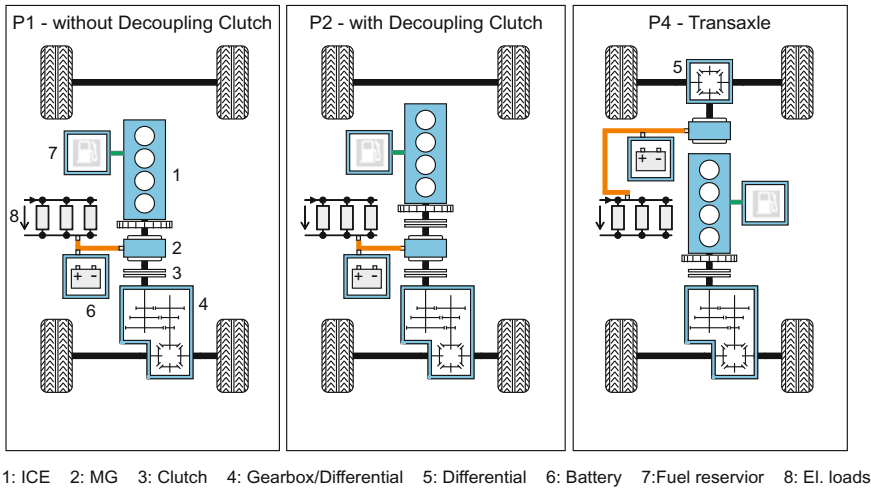 P1 - without Decoupling Clutch
P2 - with Decoupling Clutch
P4 - Transaxle
5
7
1
8
2
3
6
4
+ -
+ -
+ -
1: ICE 2: MG 3: Clutch 4: Gearbox/Differential 5: Differential 6: Battery 7:Fuel reservior 8: El. loads